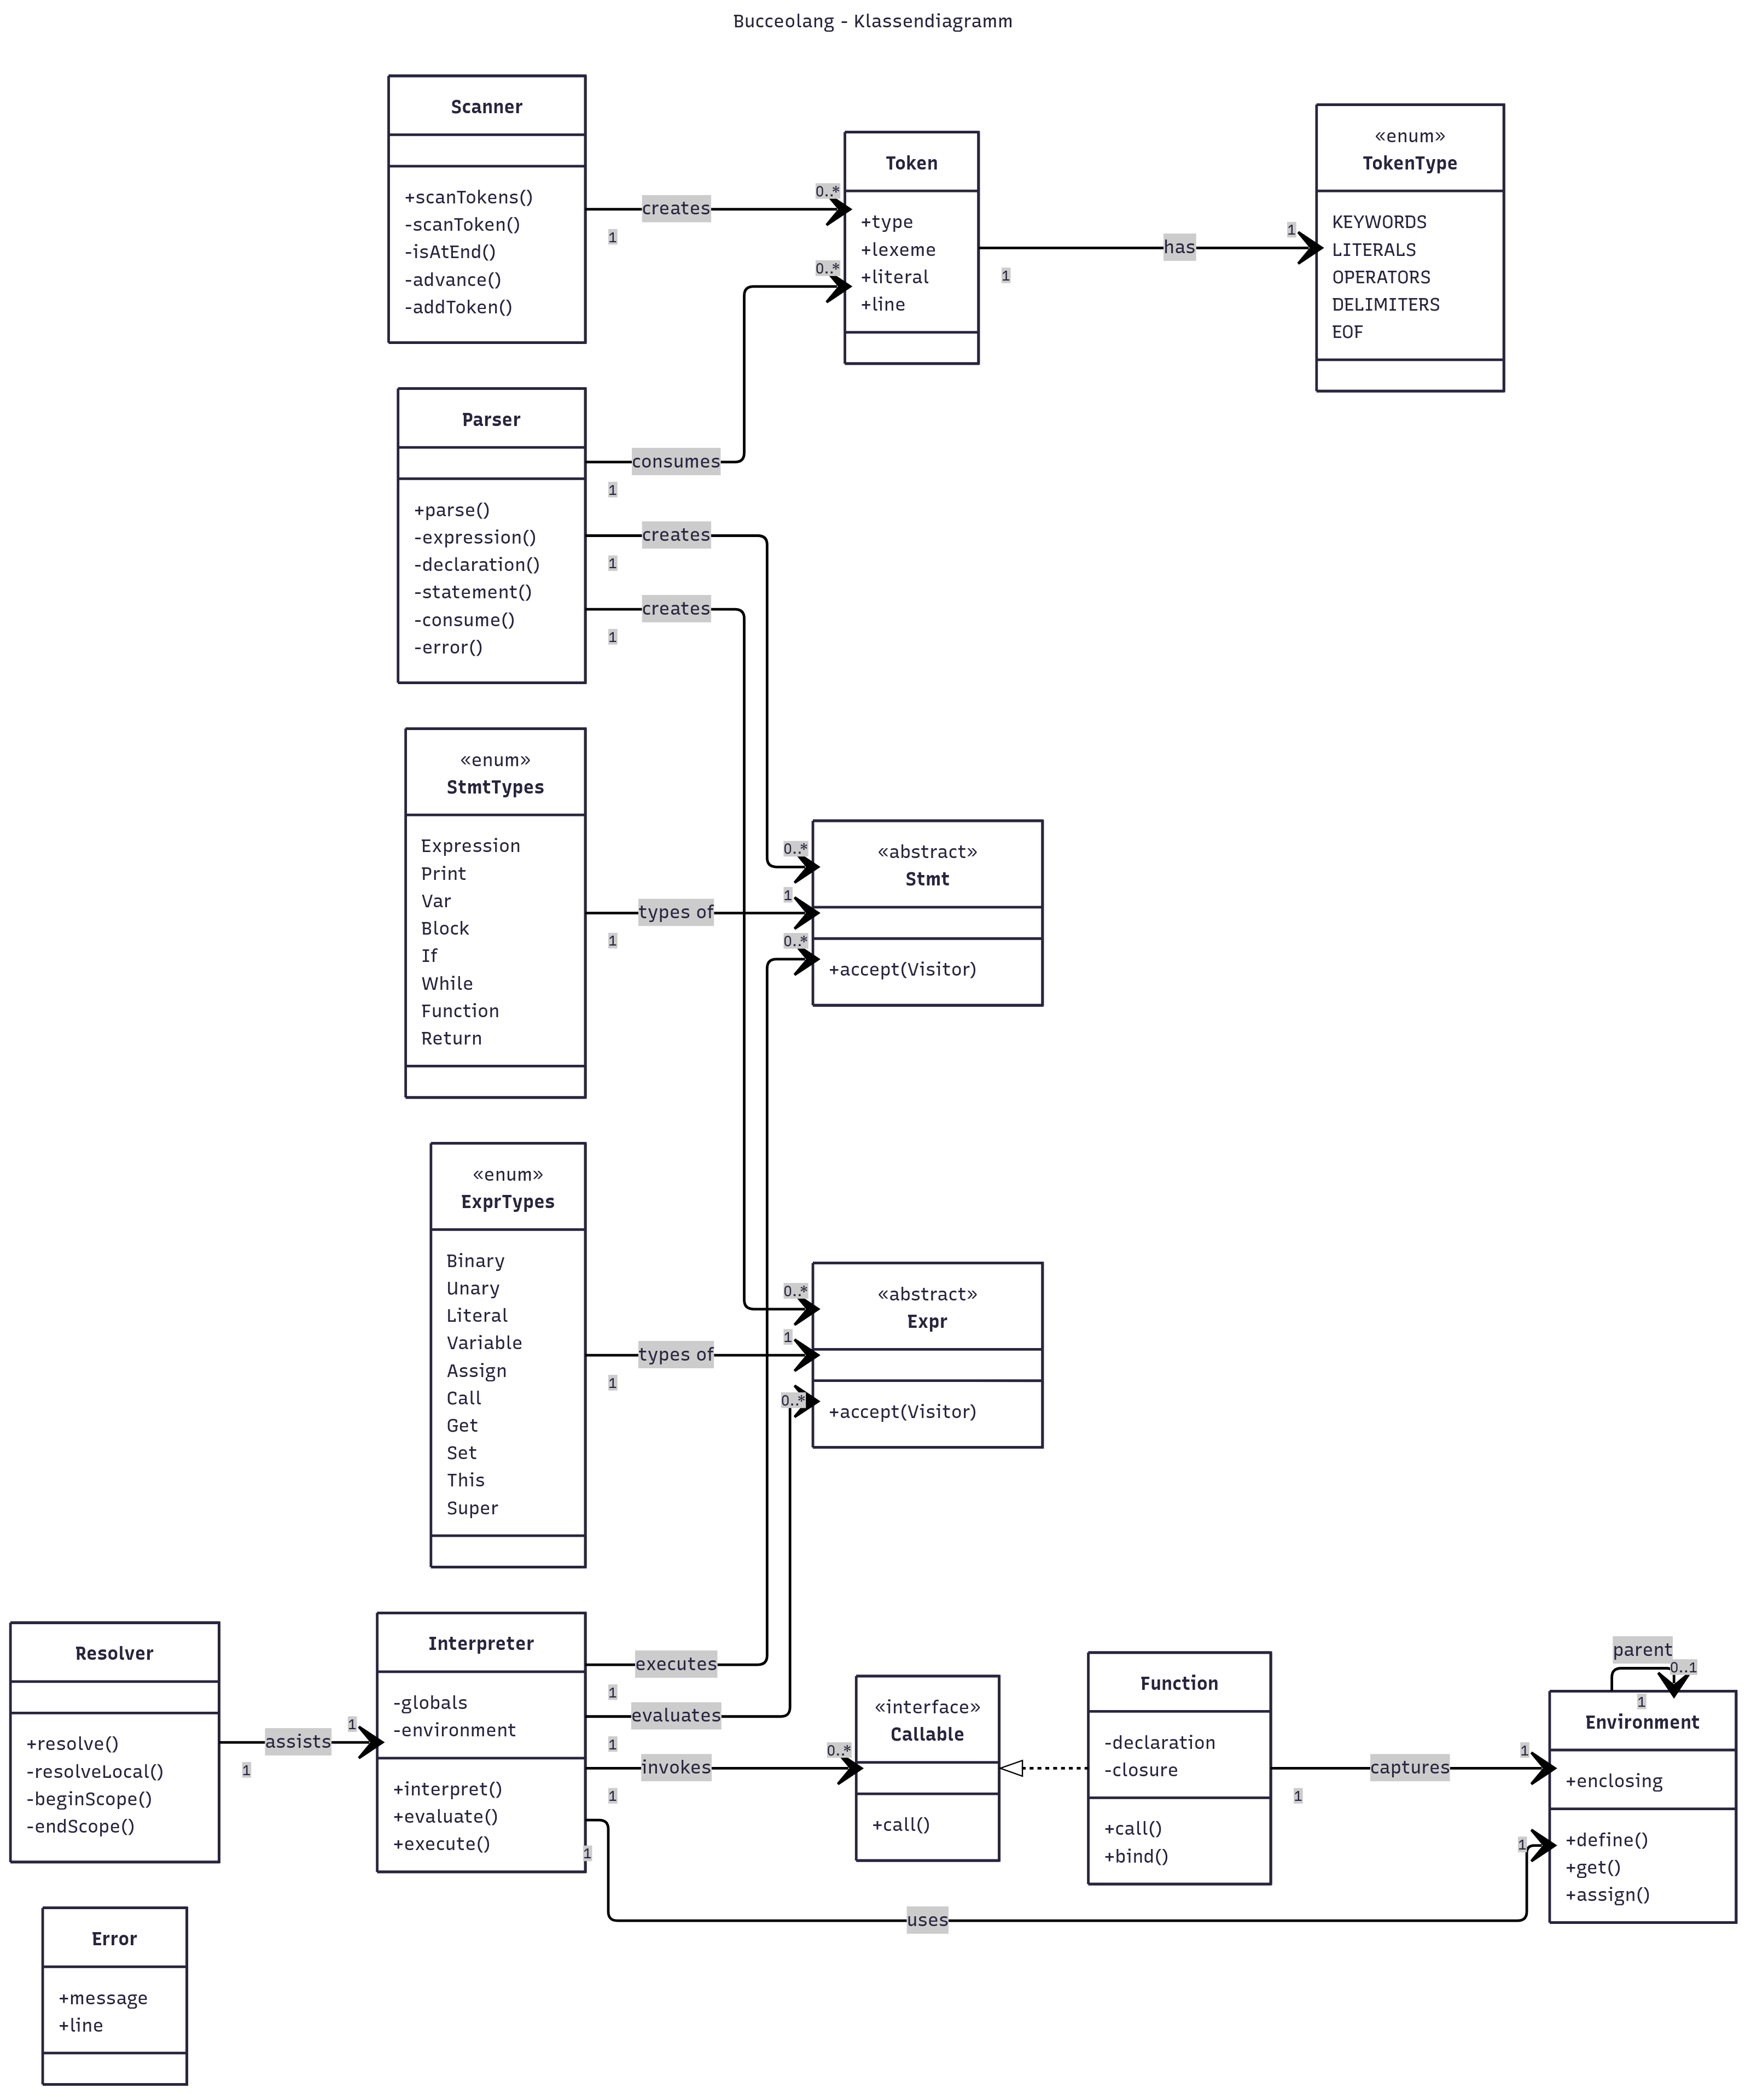 Bucceolang - Klassendiagramm
Scanner
+scanTokens()
-scanToken()
-isAtEnd()
-advance()
-addToken()
creates
1
0..*
Token
+type
+lexeme
+literal
+line
has
1
1
«enum»
TokenType
KEYWORDS
LITERALS
OPERATORS
DELIMITERS
EOF
Parser
+parse()
-expression()
-declaration()
-statement()
-consume()
-error()
consumes
1
0..*
creates
1
0..*
creates
1
0..*
«enum»
StmtTypes
Expression
Print
Var
Block
If
While
Function
Return
types of
1
1
«abstract»
Stmt
+accept(Visitor)
0..*
«enum»
ExprTypes
Binary
Unary
Literal
Variable
Assign
Call
Get
Set
This
Super
types of
1
1
«abstract»
Expr
+accept(Visitor)
0..*
Resolver
+resolve()
-resolveLocal()
-beginScope()
-endScope()
assists
1
1
Interpreter
-globals
-environment
+interpret()
+evaluate()
+execute()
executes
1
evaluates
1
invokes
1
0..*
«interface»
Callable
+call()
Function
-declaration
-closure
+call()
+bind()
captures
1
1
parent
0..1
1
Environment
+enclosing
+define()
+get()
+assign()
1
uses
1
Error
+message
+line